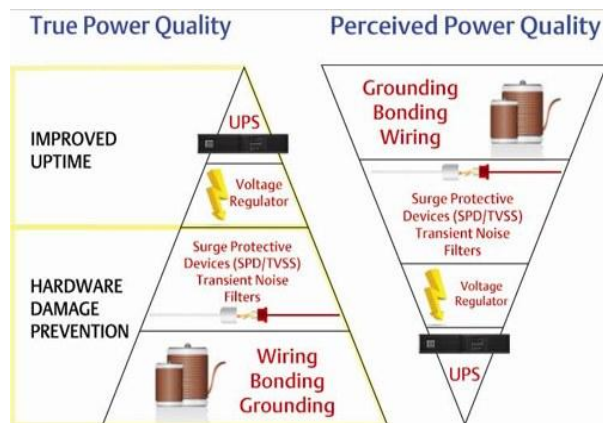 True Power Quality
Perceived Power Quality
IMPROVED
UPTIME
HARDWARE
DAMAGE
PREVENTION
UPS
Voltage
Regulator
Surge Protective
Devices (SPD/TVSS)
Transient Noise
Filters
Wiring
Bonding
Grounding
Grounding
Bonding
Wiring
Surge Protective
Devices (SPD/TVSS)
Transient Noise
Filters
Voltage
Regulator
UPS